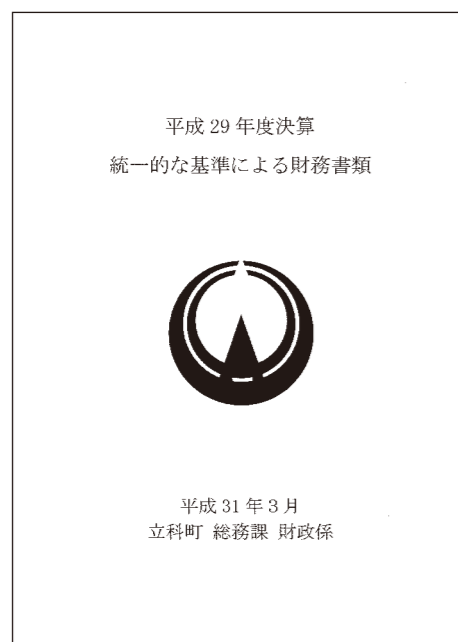 平成 29 年度決算
統一的な基準による財務書類
平成 31 年 3 月
立科町 総務課 財政係